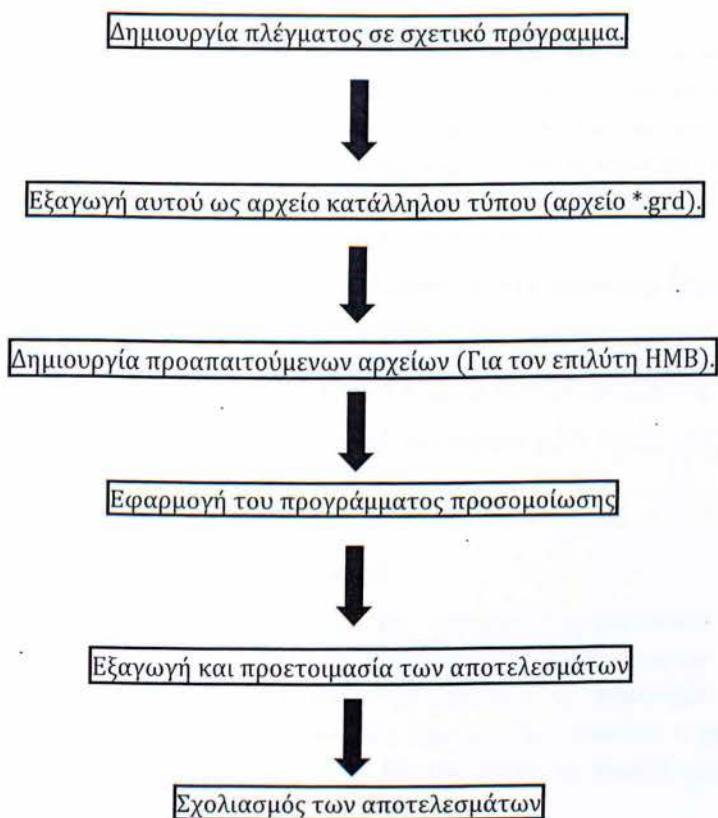 Δημιουργία πλέγματος σε σχετικό πρόγραμμα.
Εξαγωγή αυτού ως αρχείο κατάλληλου τύπου (αρχείο *.grd).
Δημιουργία προαπαιτούμενων αρχείων (Για τον επιλύτη HMB).
Εφαρμογή του προγράμματος προσομοίωσης
Εξαγωγή και προετοιμασία των αποτελεσμάτων
Σχολιασμός των αποτελεσμάτων